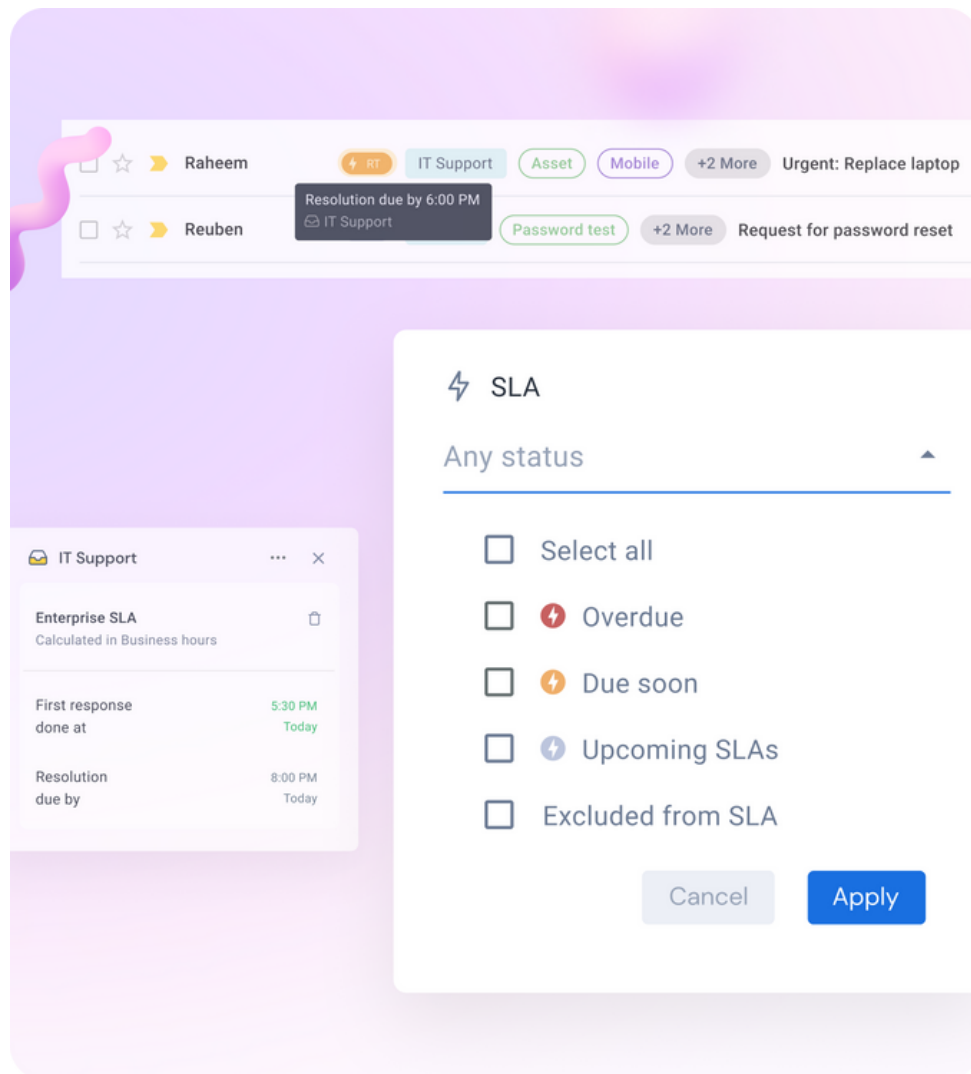 Raheem RT IT Support Asset Mobile +2 More Urgent: Replace laptop
Resolution due by 6:00 PM
IT Support
Reuben Password test +2 More Request for password reset
SLA
Any status
Select all
Overdue
Due soon
Upcoming SLAs
Excluded from SLA
Cancel Apply
IT Support
Enterprise SLA
Calculated in Business hours
First response 5:30 PM
done at Today
Resolution 8:00 PM
due by Today